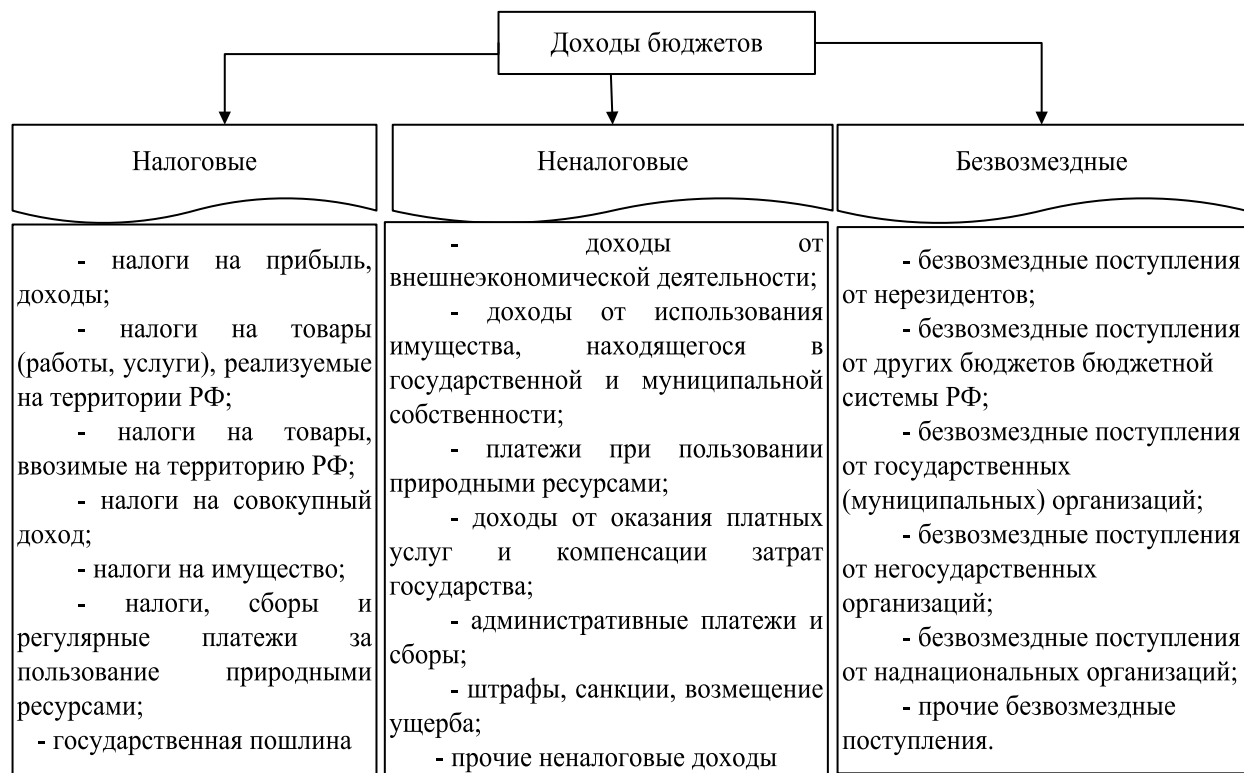 Доходы бюджетов
Налоговые
- налоги на прибыль,
доходы;
- налоги на товары
(работы, услуги), реализуемые
на территории РФ;
- налоги на товары,
ввозимые на территорию РФ;
- налоги на совокупный
доход;
- налоги на имущество;
- налоги, сборы и
регулярные платежи за
пользование природными
ресурсами;
- государственная пошлина
Неналоговые
- доходы от
внешнеэкономической деятельности;
- доходы от использования
имущества, находящегося в
государственной и муниципальной
собственности;
- платежи при пользовании
природными ресурсами;
- доходы от оказания платных
услуг и компенсации затрат
государства;
- административные платежи и
сборы;
- штрафы, санкции, возмещение
ущерба;
- прочие неналоговые доходы
Безвозмездные
- безвозмездные поступления
от нерезидентов;
- безвозмездные поступления
от других бюджетов бюджетной
системы РФ;
- безвозмездные поступления
от государственных
(муниципальных) организаций;
- безвозмездные поступления
от негосударственных
организаций;
- безвозмездные поступления
от наднациональных организаций;
- прочие безвозмездные
поступления.